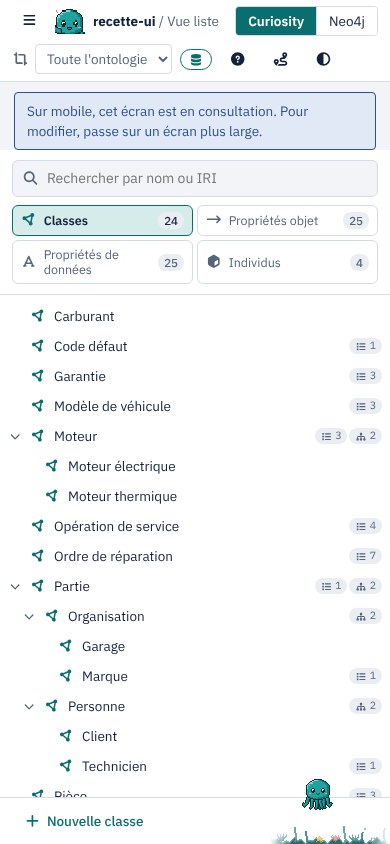 recette-ui / Vue liste
Curiosity
Neo4j
Toute l'ontologie
Sur mobile, cet écran est en consultation. Pour
modifier, passe sur un écran plus large.
Rechercher par nom ou IRI
Classes 24
Propriétés objet 25
Propriétés de
données 25
Individus 4
Carburant
Code défaut 1
Garantie 3
Modèle de véhicule 3
Moteur 3 2
Moteur électrique
Moteur thermique
Opération de service 4
Ordre de réparation 7
Partie 1 2
Organisation 2
Garage
Marque 1
Personne 2
Client
Technicien 1
Pièce 3
Nouvelle classe